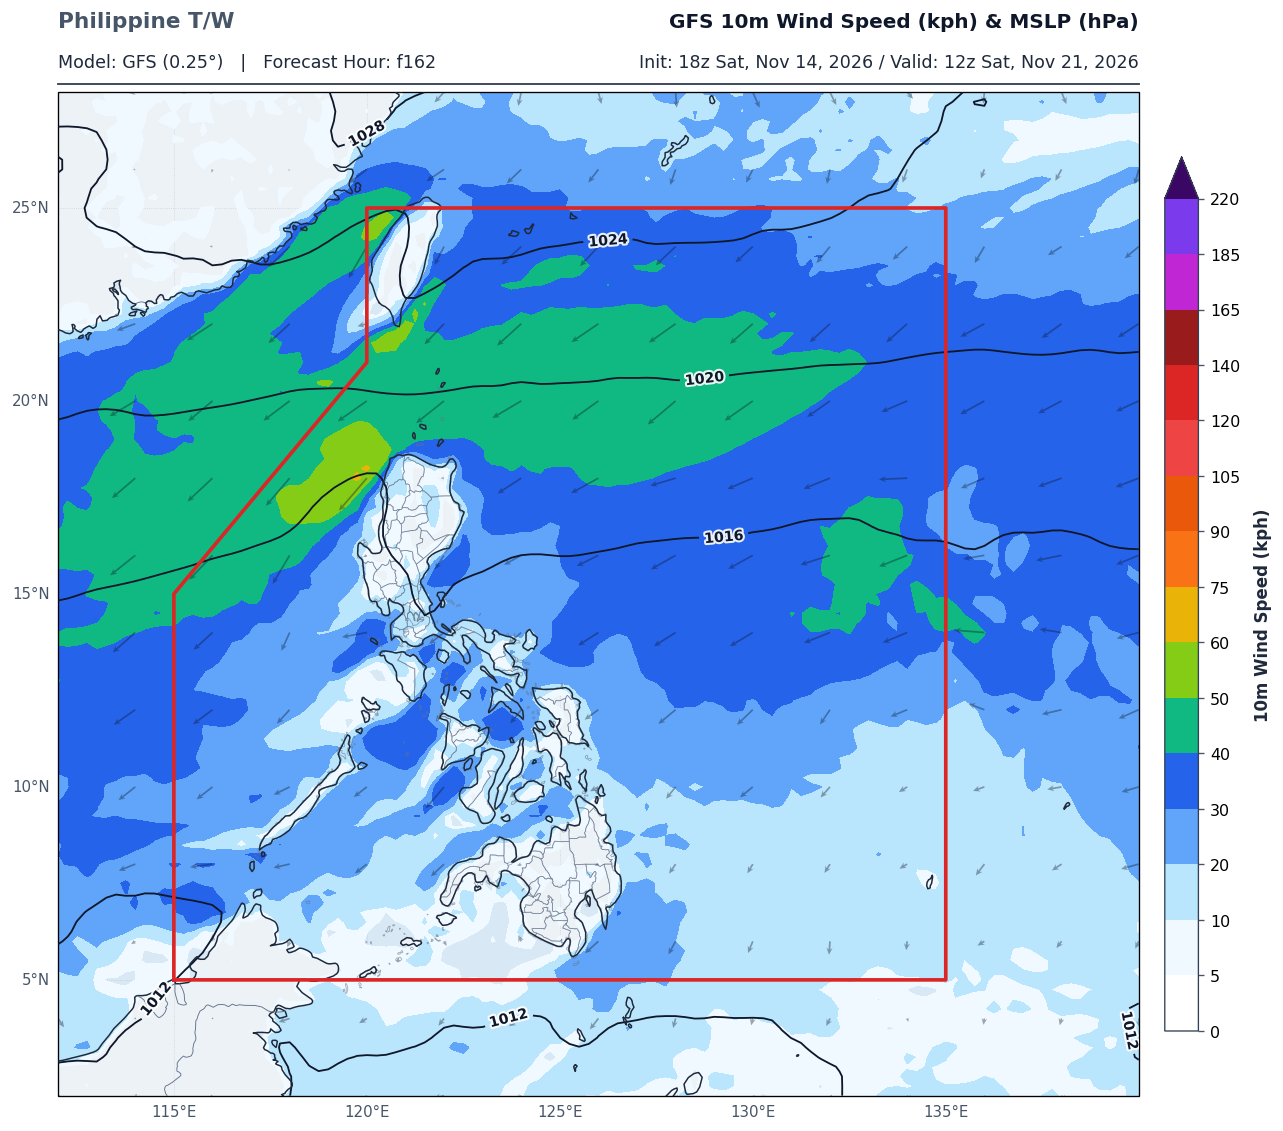 Philippine T/W
GFS 10m Wind Speed (kph) & MSLP (hPa)
Model: GFS (0.25°) | Forecast Hour: f162
Init: 18z Sat, Nov 14, 2026 / Valid: 12z Sat, Nov 21, 2026
1028
1024
1020
1016
1012
1012
1012
25°N
20°N
15°N
10°N
5°N
115°E
120°E
125°E
130°E
135°E
220
185
165
140
120
105
90
75
60
50
40
30
20
10
5
0
10m Wind Speed (kph)